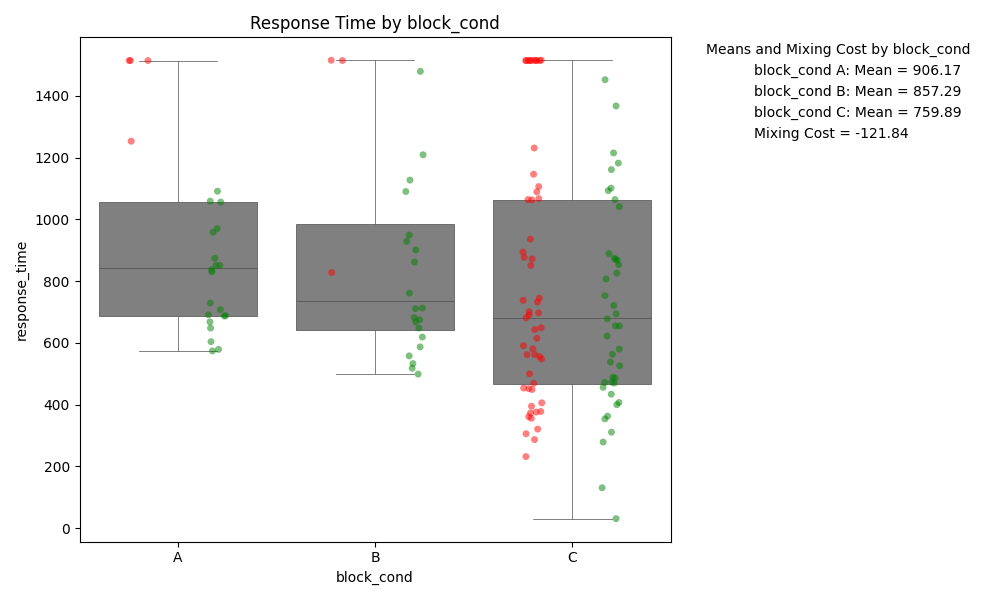 Response Time by block_cond
Means and Mixing Cost by block_cond
block_cond A: Mean = 906.17
block_cond B: Mean = 857.29
block_cond C: Mean = 759.89
Mixing Cost = -121.84
response_time
1400
1200
1000
800
600
400
200
0
A
B
C
block_cond